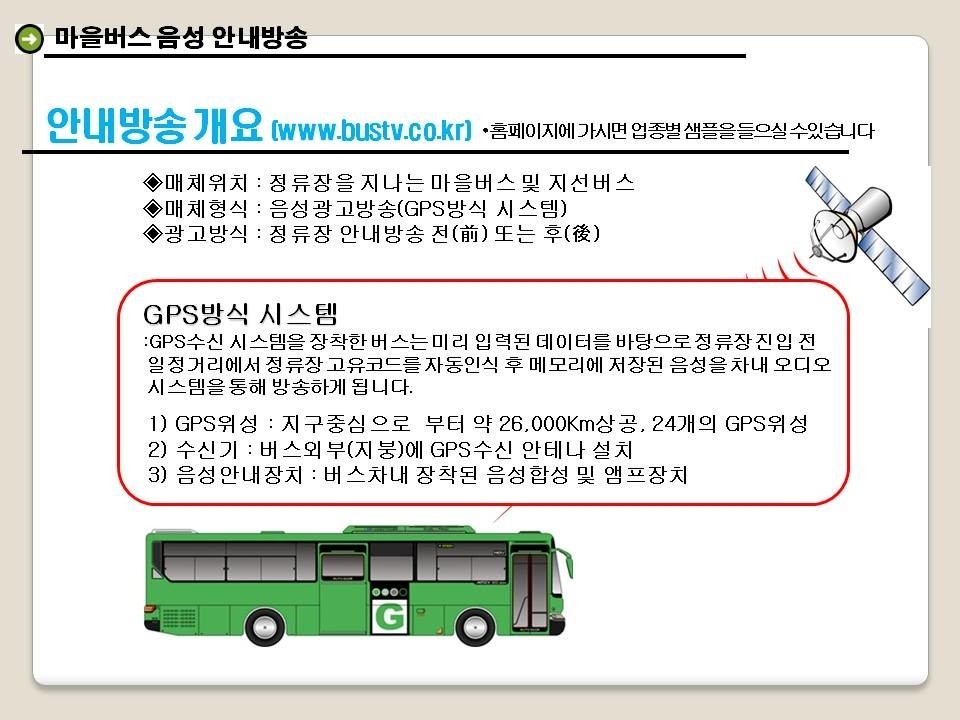 마을버스 음성 안내방송
안내방송 개요 (www.bustv.co.kr) •홈페이지에 가시면 업종별 샘플을 들으실 수 있습니다
◈매체위치 : 정류장을 지나는 마을버스 및 지선버스
◈매체형식 : 음성광고방송(GPS방식 시스템)
◈광고방식 : 정류장 안내방송 전(前) 또는 후(後)
GPS방식 시스템
:GPS수신 시스템을 장착한 버스는 미리 입력된 데이터를 바탕으로 정류장 진입 전
일정거리에서 정류장 고유코드를 자동인식 후 메모리에 저장된 음성을 차내 오디오
시스템을 통해 방송하게 됩니다.
1) GPS위성 : 지구중심으로 부터 약 26,000Km상공, 24개의 GPS위성
2) 수신기 : 버스외부(지붕)에 GPS수신 안테나 설치
3) 음성안내장치 : 버스차내 장착된 음성합성 및 앰프장치
G